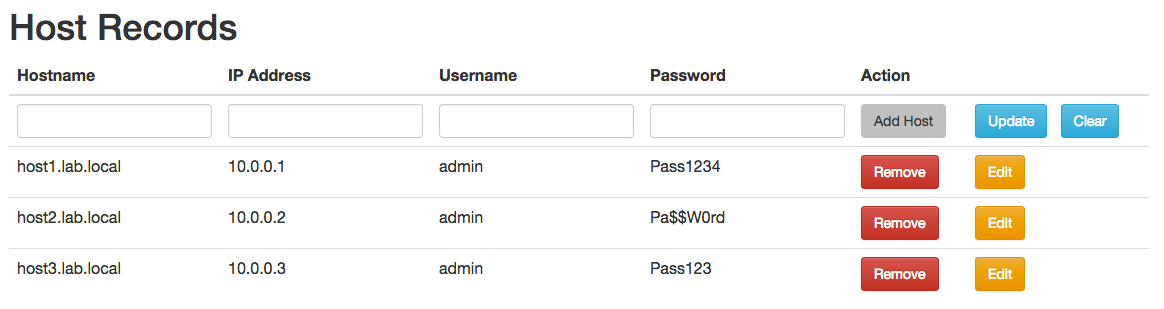 Host Records
Hostname IP Address Username Password Action
Add Host Update Clear
host1.lab.local 10.0.0.1 admin Pass1234 Remove Edit
host2.lab.local 10.0.0.2 admin Pa$$W0rd Remove Edit
host3.lab.local 10.0.0.3 admin Pass123 Remove Edit